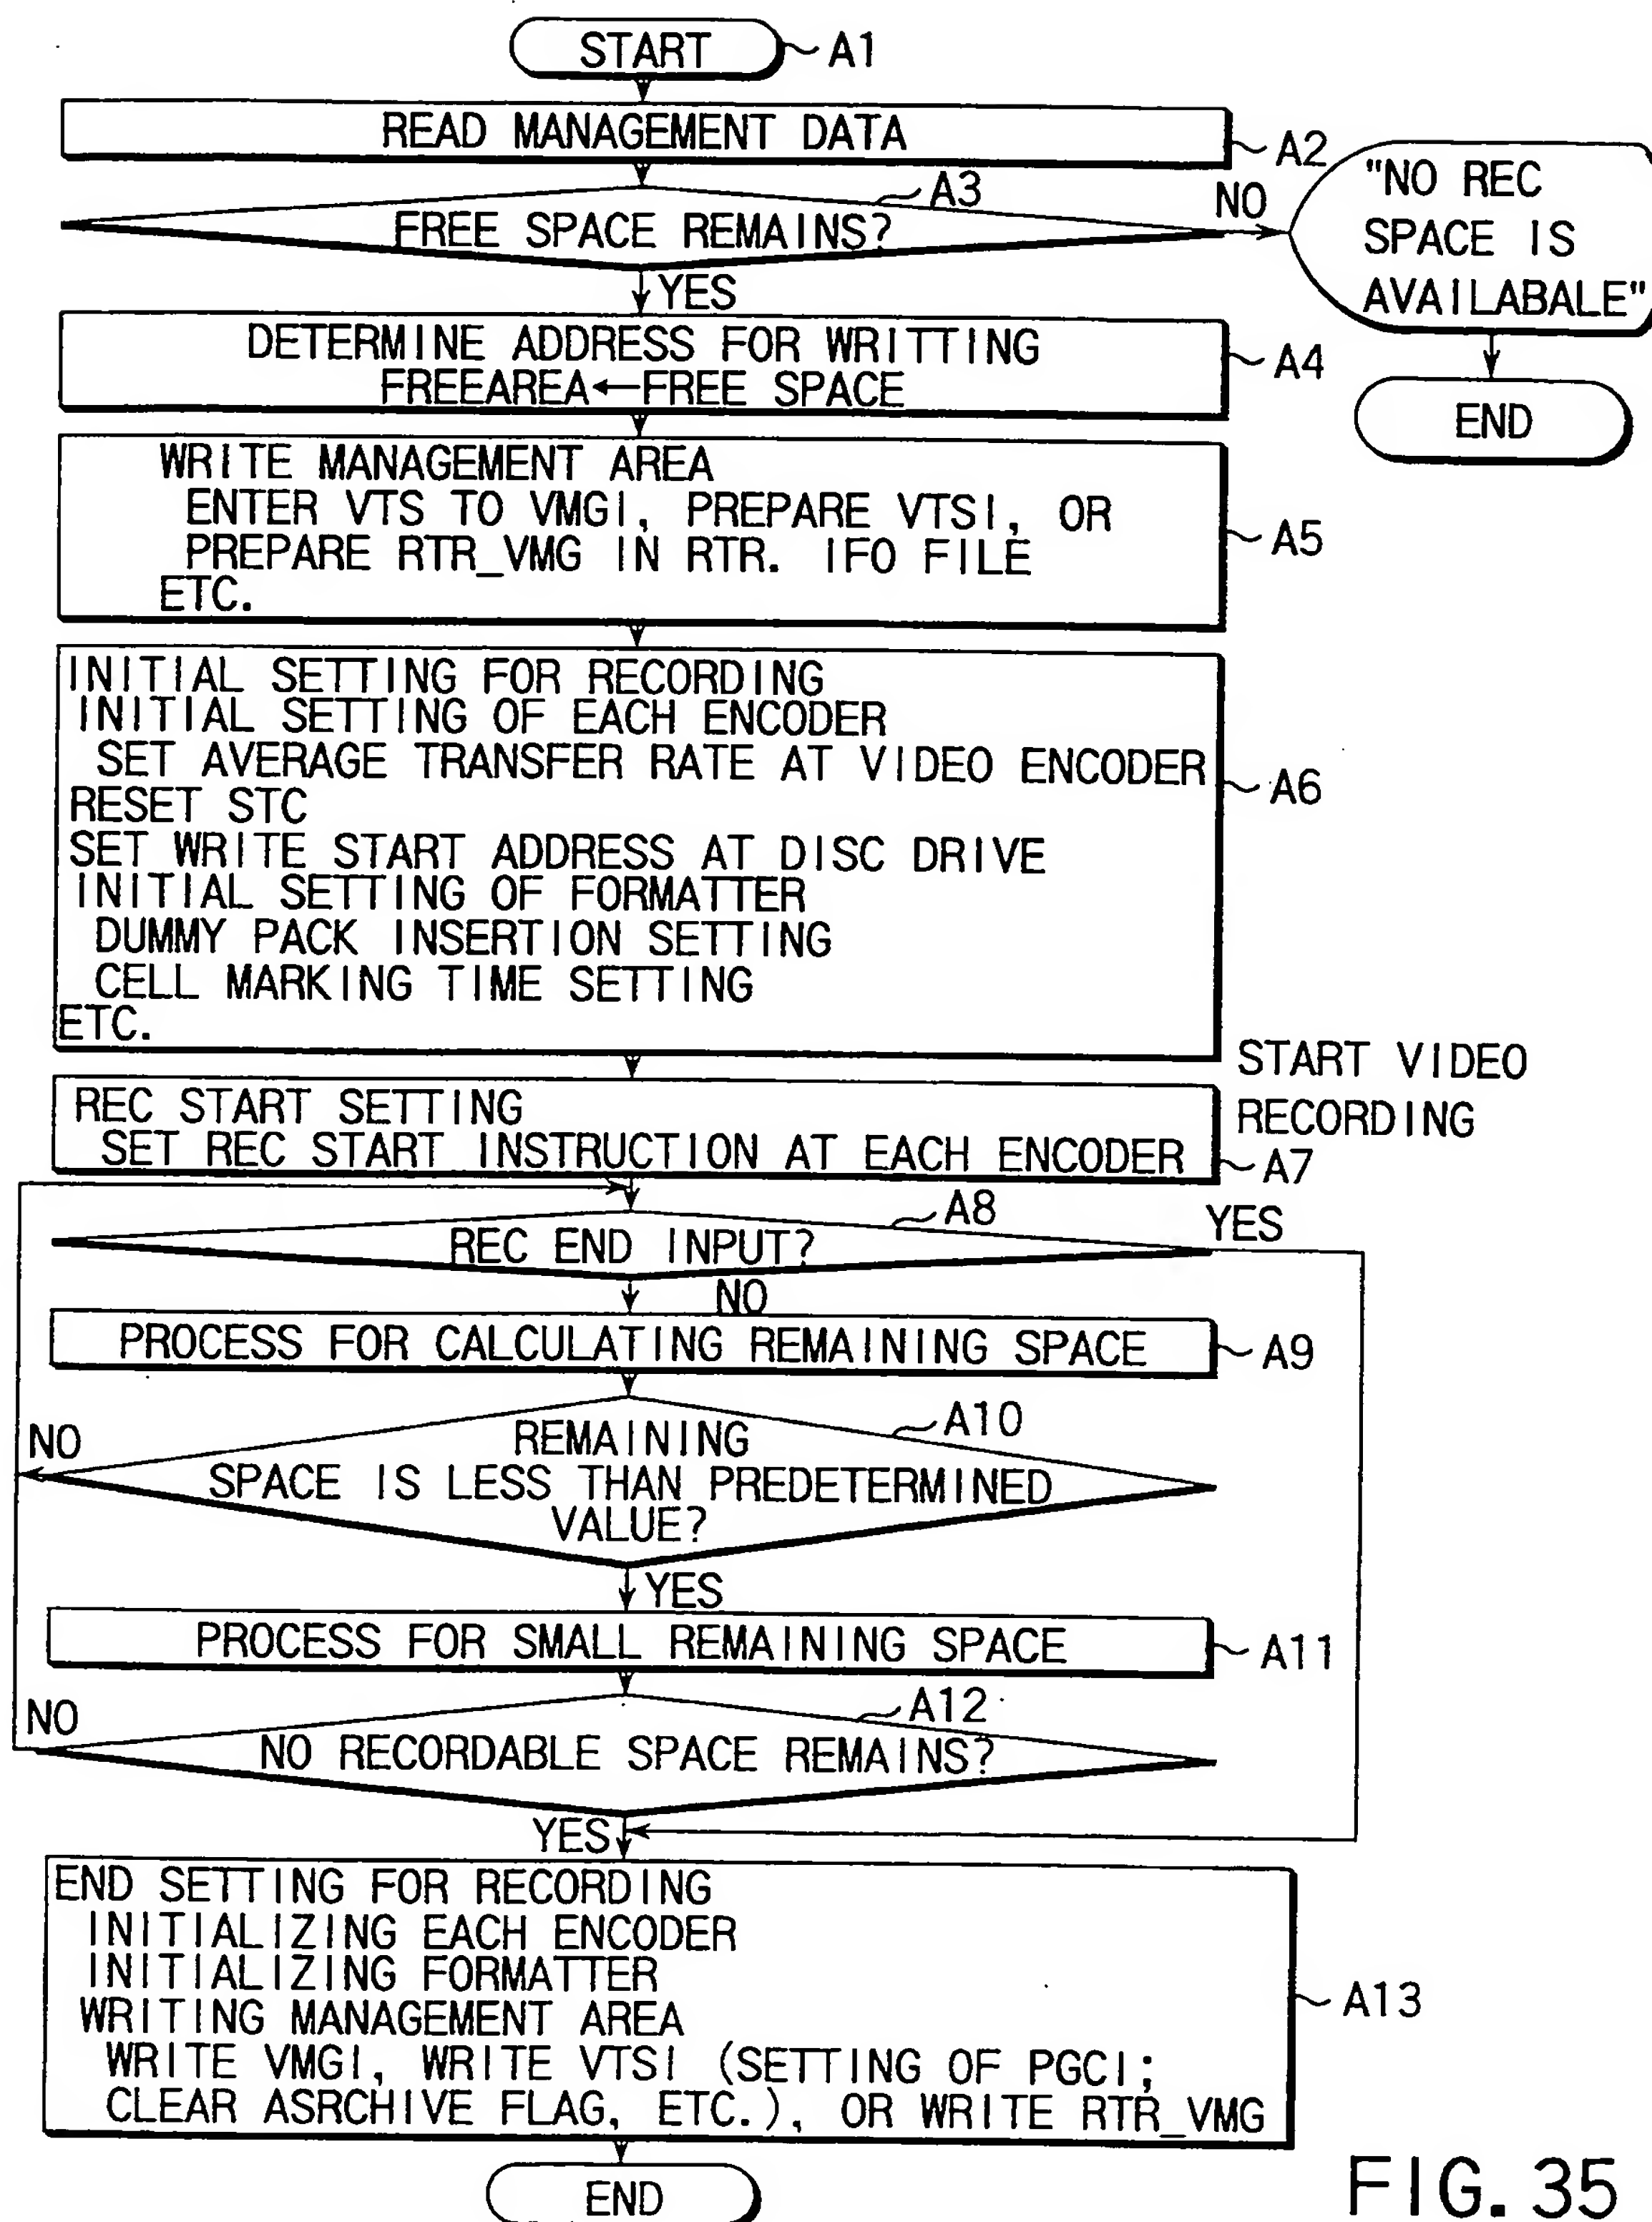 START
A1
READ MANAGEMENT DATA
A2
A3
NO
FREE SPACE REMAINS?
"NO REC
SPACE IS
AVAILABALE"
END
YES
DETERMINE ADDRESS FOR WRITTING
FREEAREA←FREE SPACE
A4
WRITE MANAGEMENT AREA
ENTER VTS TO VMGI, PREPARE VTSI, OR
PREPARE RTR_VMG IN RTR. IFO FILE
ETC.
A5
INITIAL SETTING FOR RECORDING
INITIAL SETTING OF EACH ENCODER
SET AVERAGE TRANSFER RATE AT VIDEO ENCODER
RESET STC
SET WRITE START ADDRESS AT DISC DRIVE
INITIAL SETTING OF FORMATTER
DUMMY PACK INSERTION SETTING
CELL MARKING TIME SETTING
ETC.
A6
START VIDEO
RECORDING
REC START SETTING
SET REC START INSTRUCTION AT EACH ENCODER
A7
A8
YES
REC END INPUT?
NO
PROCESS FOR CALCULATING REMAINING SPACE
A9
A10
NO
REMAINING
SPACE IS LESS THAN PREDETERMINED
VALUE?
YES
PROCESS FOR SMALL REMAINING SPACE
A11
A12
NO
NO RECORDABLE SPACE REMAINS?
YES
END SETTING FOR RECORDING
INITIALIZING EACH ENCODER
INITIALIZING FORMATTER
WRITING MANAGEMENT AREA
WRITE VMGI, WRITE VTSI (SETTING OF PGCI;
CLEAR ASRCHIVE FLAG, ETC.), OR WRITE RTR_VMG
A13
END
FIG. 35